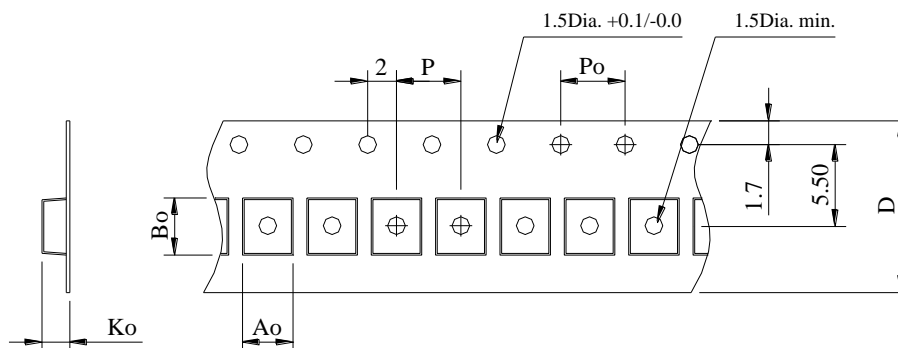 1.5Dia. +0.1/-0.0
1.5Dia. min.
2
P
Po
1.7
5.50
D
Bo
Ko
Ao